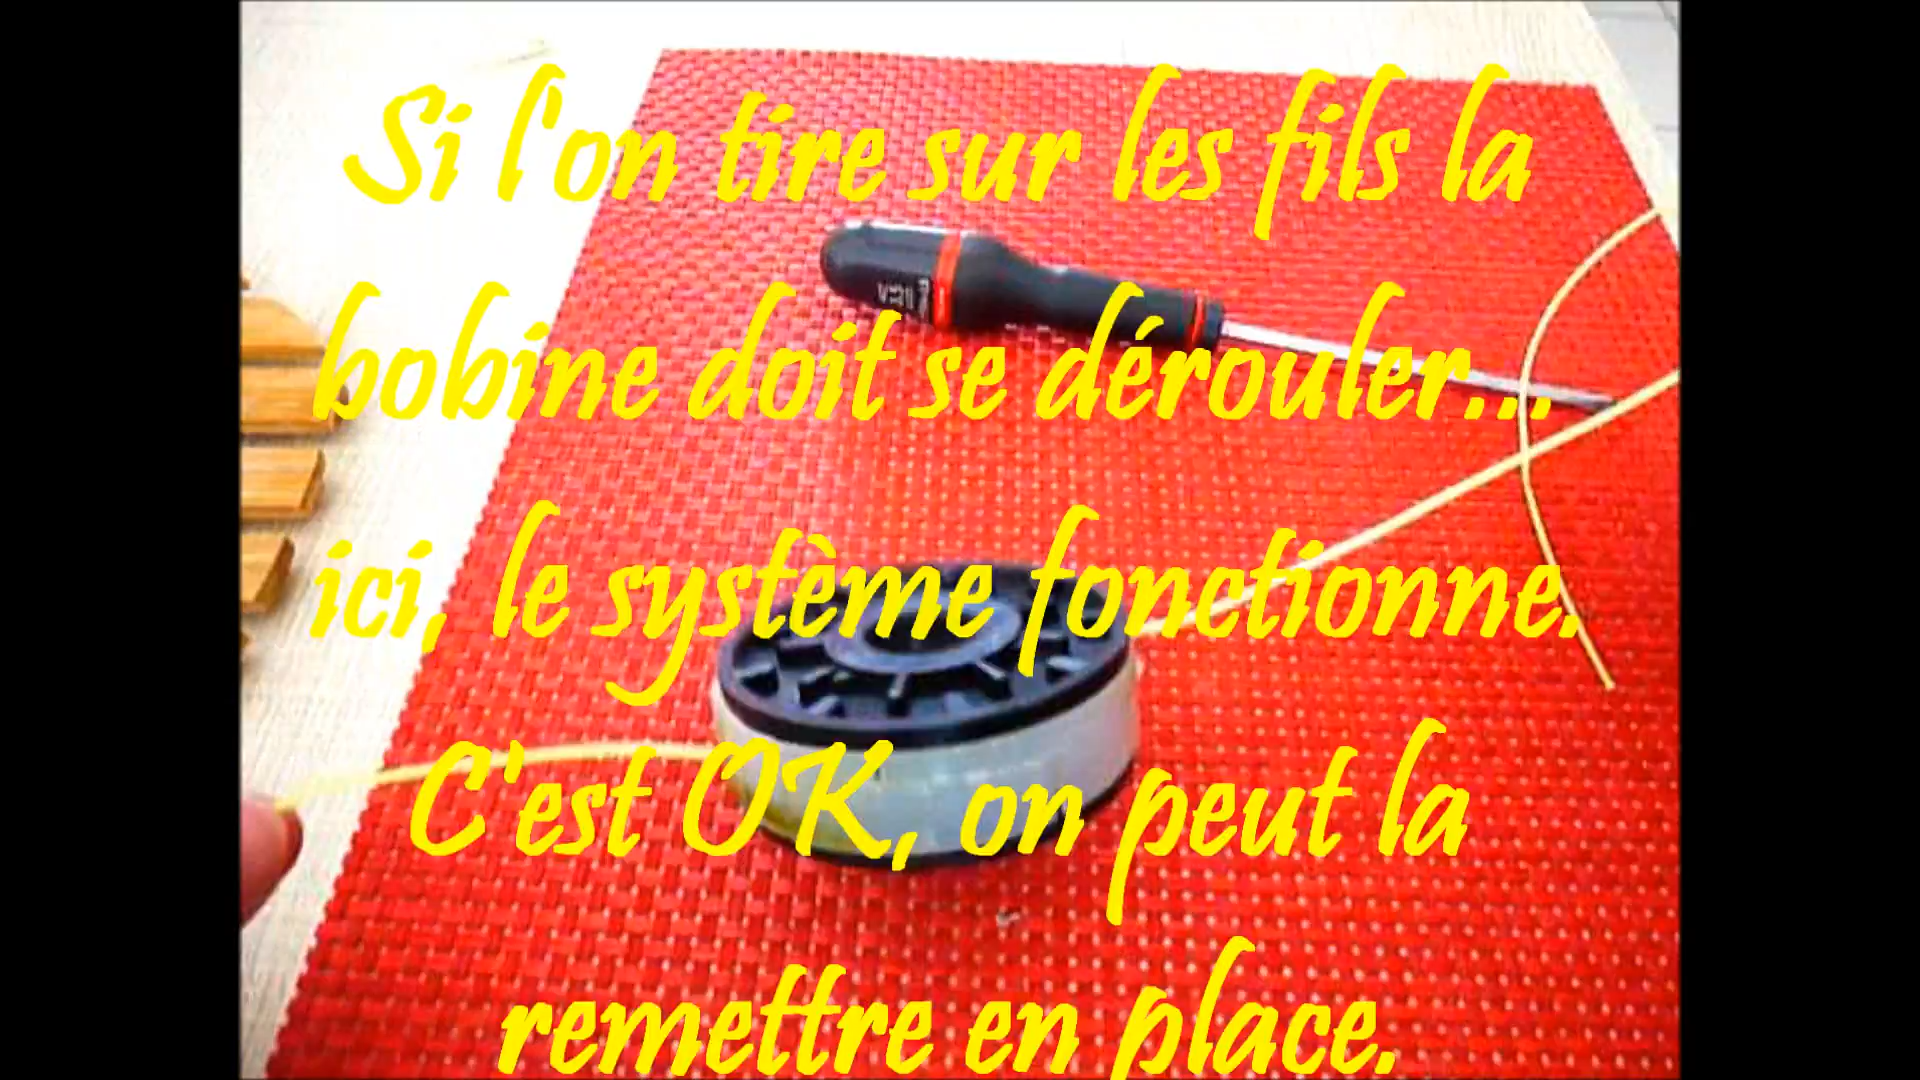 Si l'on tire sur les fils la
bobine doit se dérouler...
ici, le système fonctionne.
C'est OK, on peut la
remettre en place.